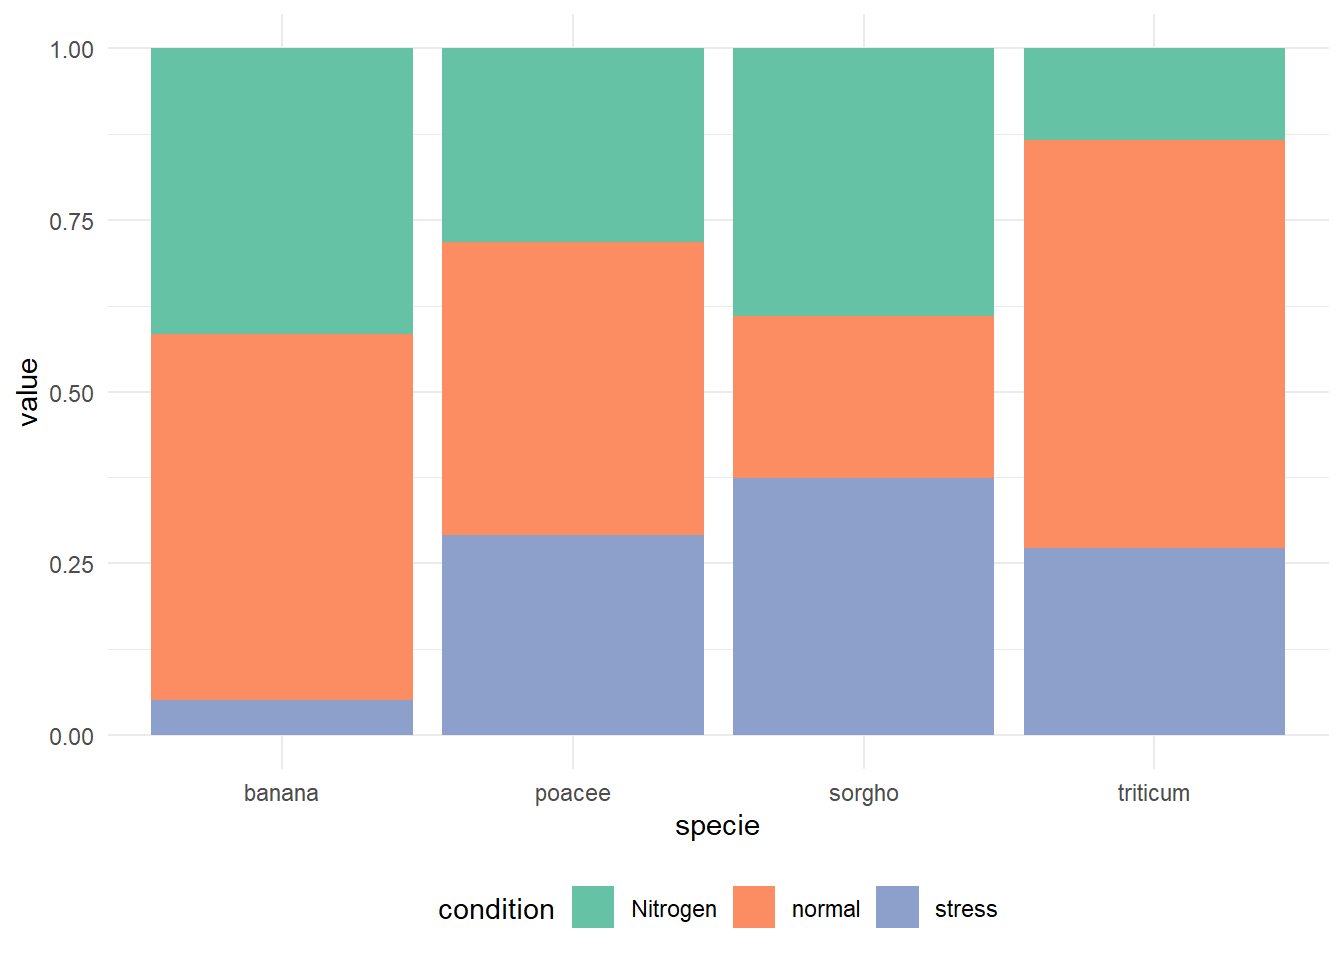 1.00
0.75
0.50
0.25
0.00
value
banana poacee sorgho triticum
specie
condition Nitrogen normal stress